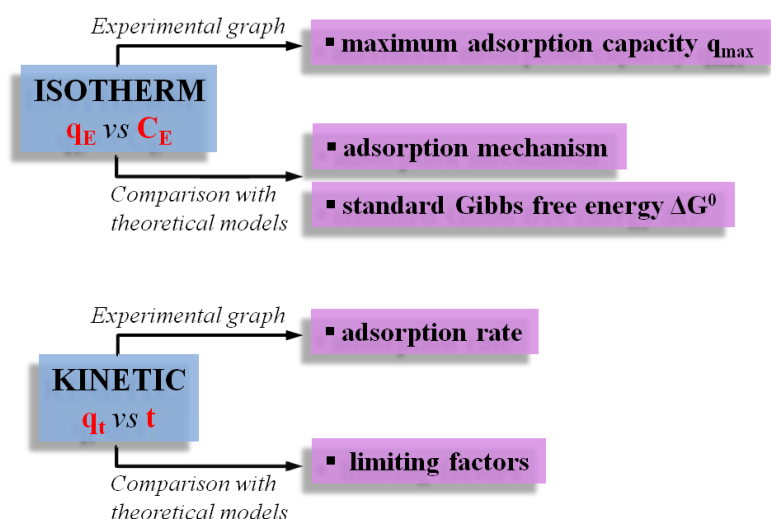 Experimental graph
▪ maximum adsorption capacity qmax
ISOTHERM
qE vs CE
▪ adsorption mechanism
Comparison with
theoretical models
▪ standard Gibbs free energy ΔG⁰
Experimental graph
▪ adsorption rate
KINETIC
qt vs t
▪ limiting factors
Comparison with
theoretical models